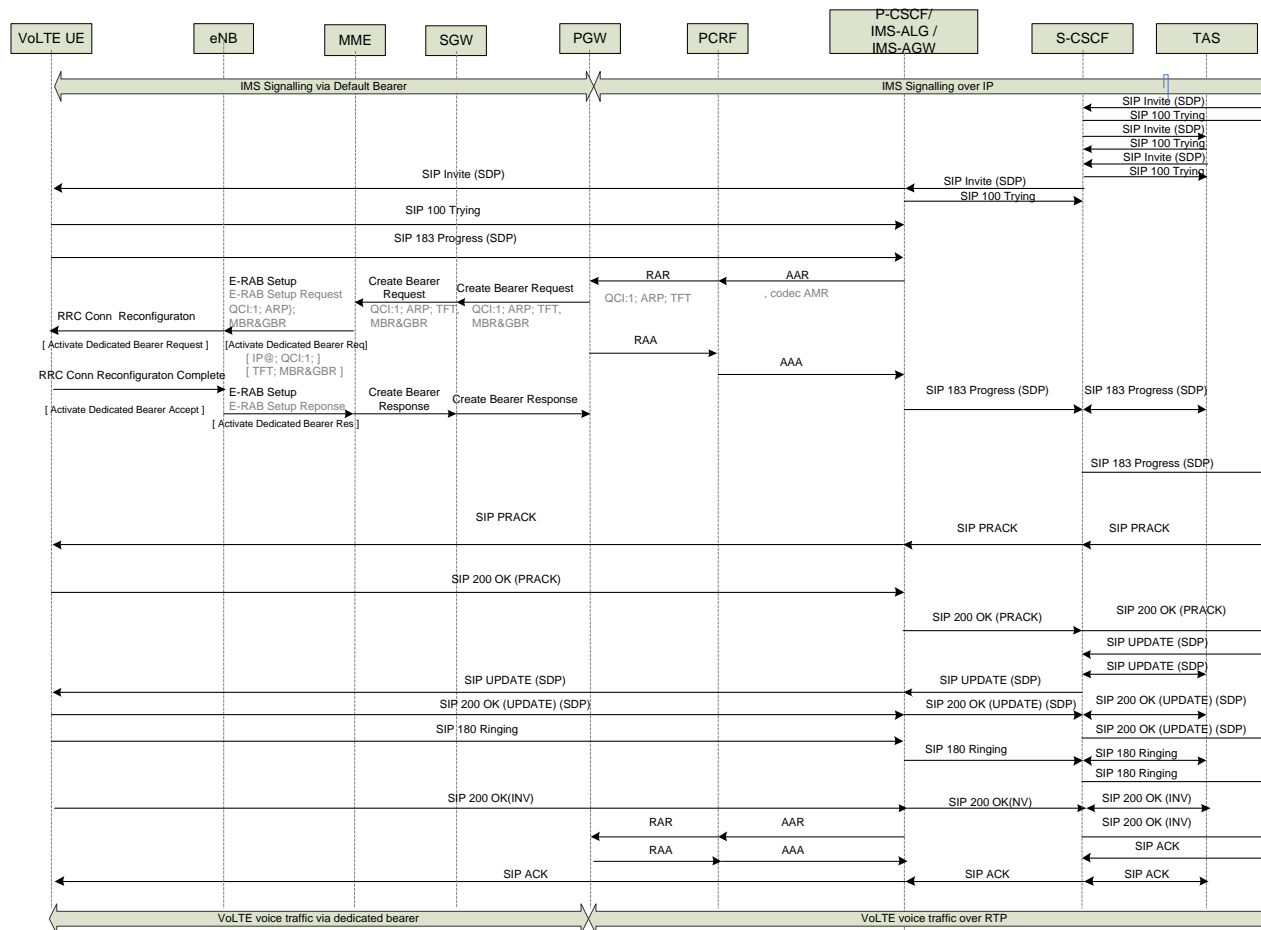 P-CSCF/
IMS-ALG /
IMS-AGW
VoLTE UE
eNB
MME
SGW
PGW
PCRF
S-CSCF
TAS
IMS Signalling via Default Bearer
IMS Signalling over IP
SIP Invite (SDP)
SIP 100 Trying
SIP Invite (SDP)
SIP 100 Trying
SIP Invite (SDP)
SIP 100 Trying
SIP Invite (SDP)
SIP Invite (SDP)
SIP 100 Trying
SIP 100 Trying
SIP 183 Progress (SDP)
E-RAB Setup
E-RAB Setup Request
QCI:1; ARP};
MBR&GBR
Create Bearer
Request
QCI:1; ARP; TFT,
MBR&GBR
Create Bearer Request
QCI:1; ARP; TFT,
MBR&GBR
RAR
QCI:1; ARP; TFT
AAR
, codec AMR
RRC Conn Reconfiguraton
[ Activate Dedicated Bearer Request ]
[Activate Dedicated Bearer Req]
[ IP@; QCI:1; ]
[ TFT; MBR&GBR ]
RAA
AAA
RRC Conn Reconfiguraton Complete
[ Activate Dedicated Bearer Accept ]
E-RAB Setup
E-RAB Setup Reponse
[ Activate Dedicated Bearer Res ]
Create Bearer
Response
Create Bearer Response
SIP 183 Progress (SDP)
SIP 183 Progress (SDP)
SIP 183 Progress (SDP)
SIP PRACK
SIP PRACK
SIP PRACK
SIP 200 OK (PRACK)
SIP 200 OK (PRACK)
SIP 200 OK (PRACK)
SIP UPDATE (SDP)
SIP UPDATE (SDP)
SIP UPDATE (SDP)
SIP UPDATE (SDP)
SIP 200 OK (UPDATE) (SDP)
SIP 200 OK (UPDATE) (SDP)
SIP 200 OK (UPDATE) (SDP)
SIP 180 Ringing
SIP 200 OK (UPDATE) (SDP)
SIP 180 Ringing
SIP 180 Ringing
SIP 180 Ringing
SIP 200 OK(INV)
SIP 200 OK(NV)
SIP 200 OK (INV)
RAR
AAR
SIP 200 OK (INV)
RAA
AAA
SIP ACK
SIP ACK
SIP ACK
SIP ACK
VoLTE voice traffic via dedicated bearer
VoLTE voice traffic over RTP